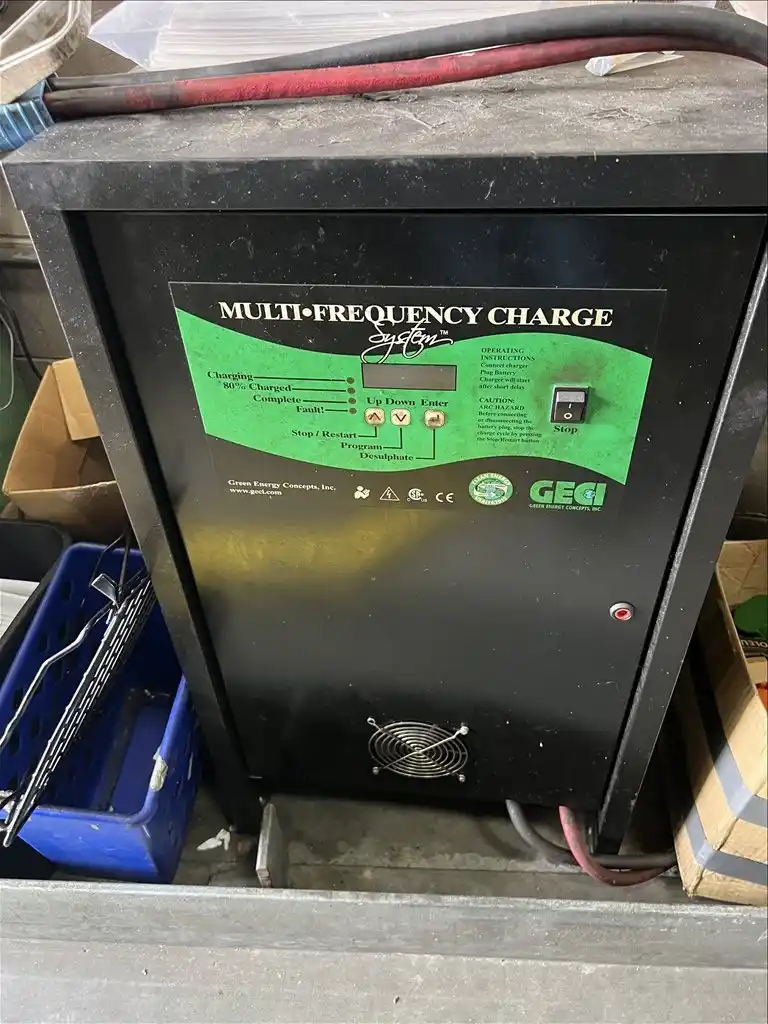 MULTI•FREQUENCY CHARGE
System™
Charging
80% Charged
Complete
Fault!
Up Down Enter
Stop / Restart
Program
Desulphate
OPERATING
INSTRUCTIONS
Connect charger
Plug Battery
Charger will start
after short delay
CAUTION:
ARC HAZARD
Before connecting
or disconnecting the
battery plug, stop the
charge cycle by pressing
the Stop/Restart button
Stop
Green Energy Concepts, Inc.
www.geci.com
CE
CLEAN ENERGY
GECI
GREEN ENERGY CONCEPTS, INC.